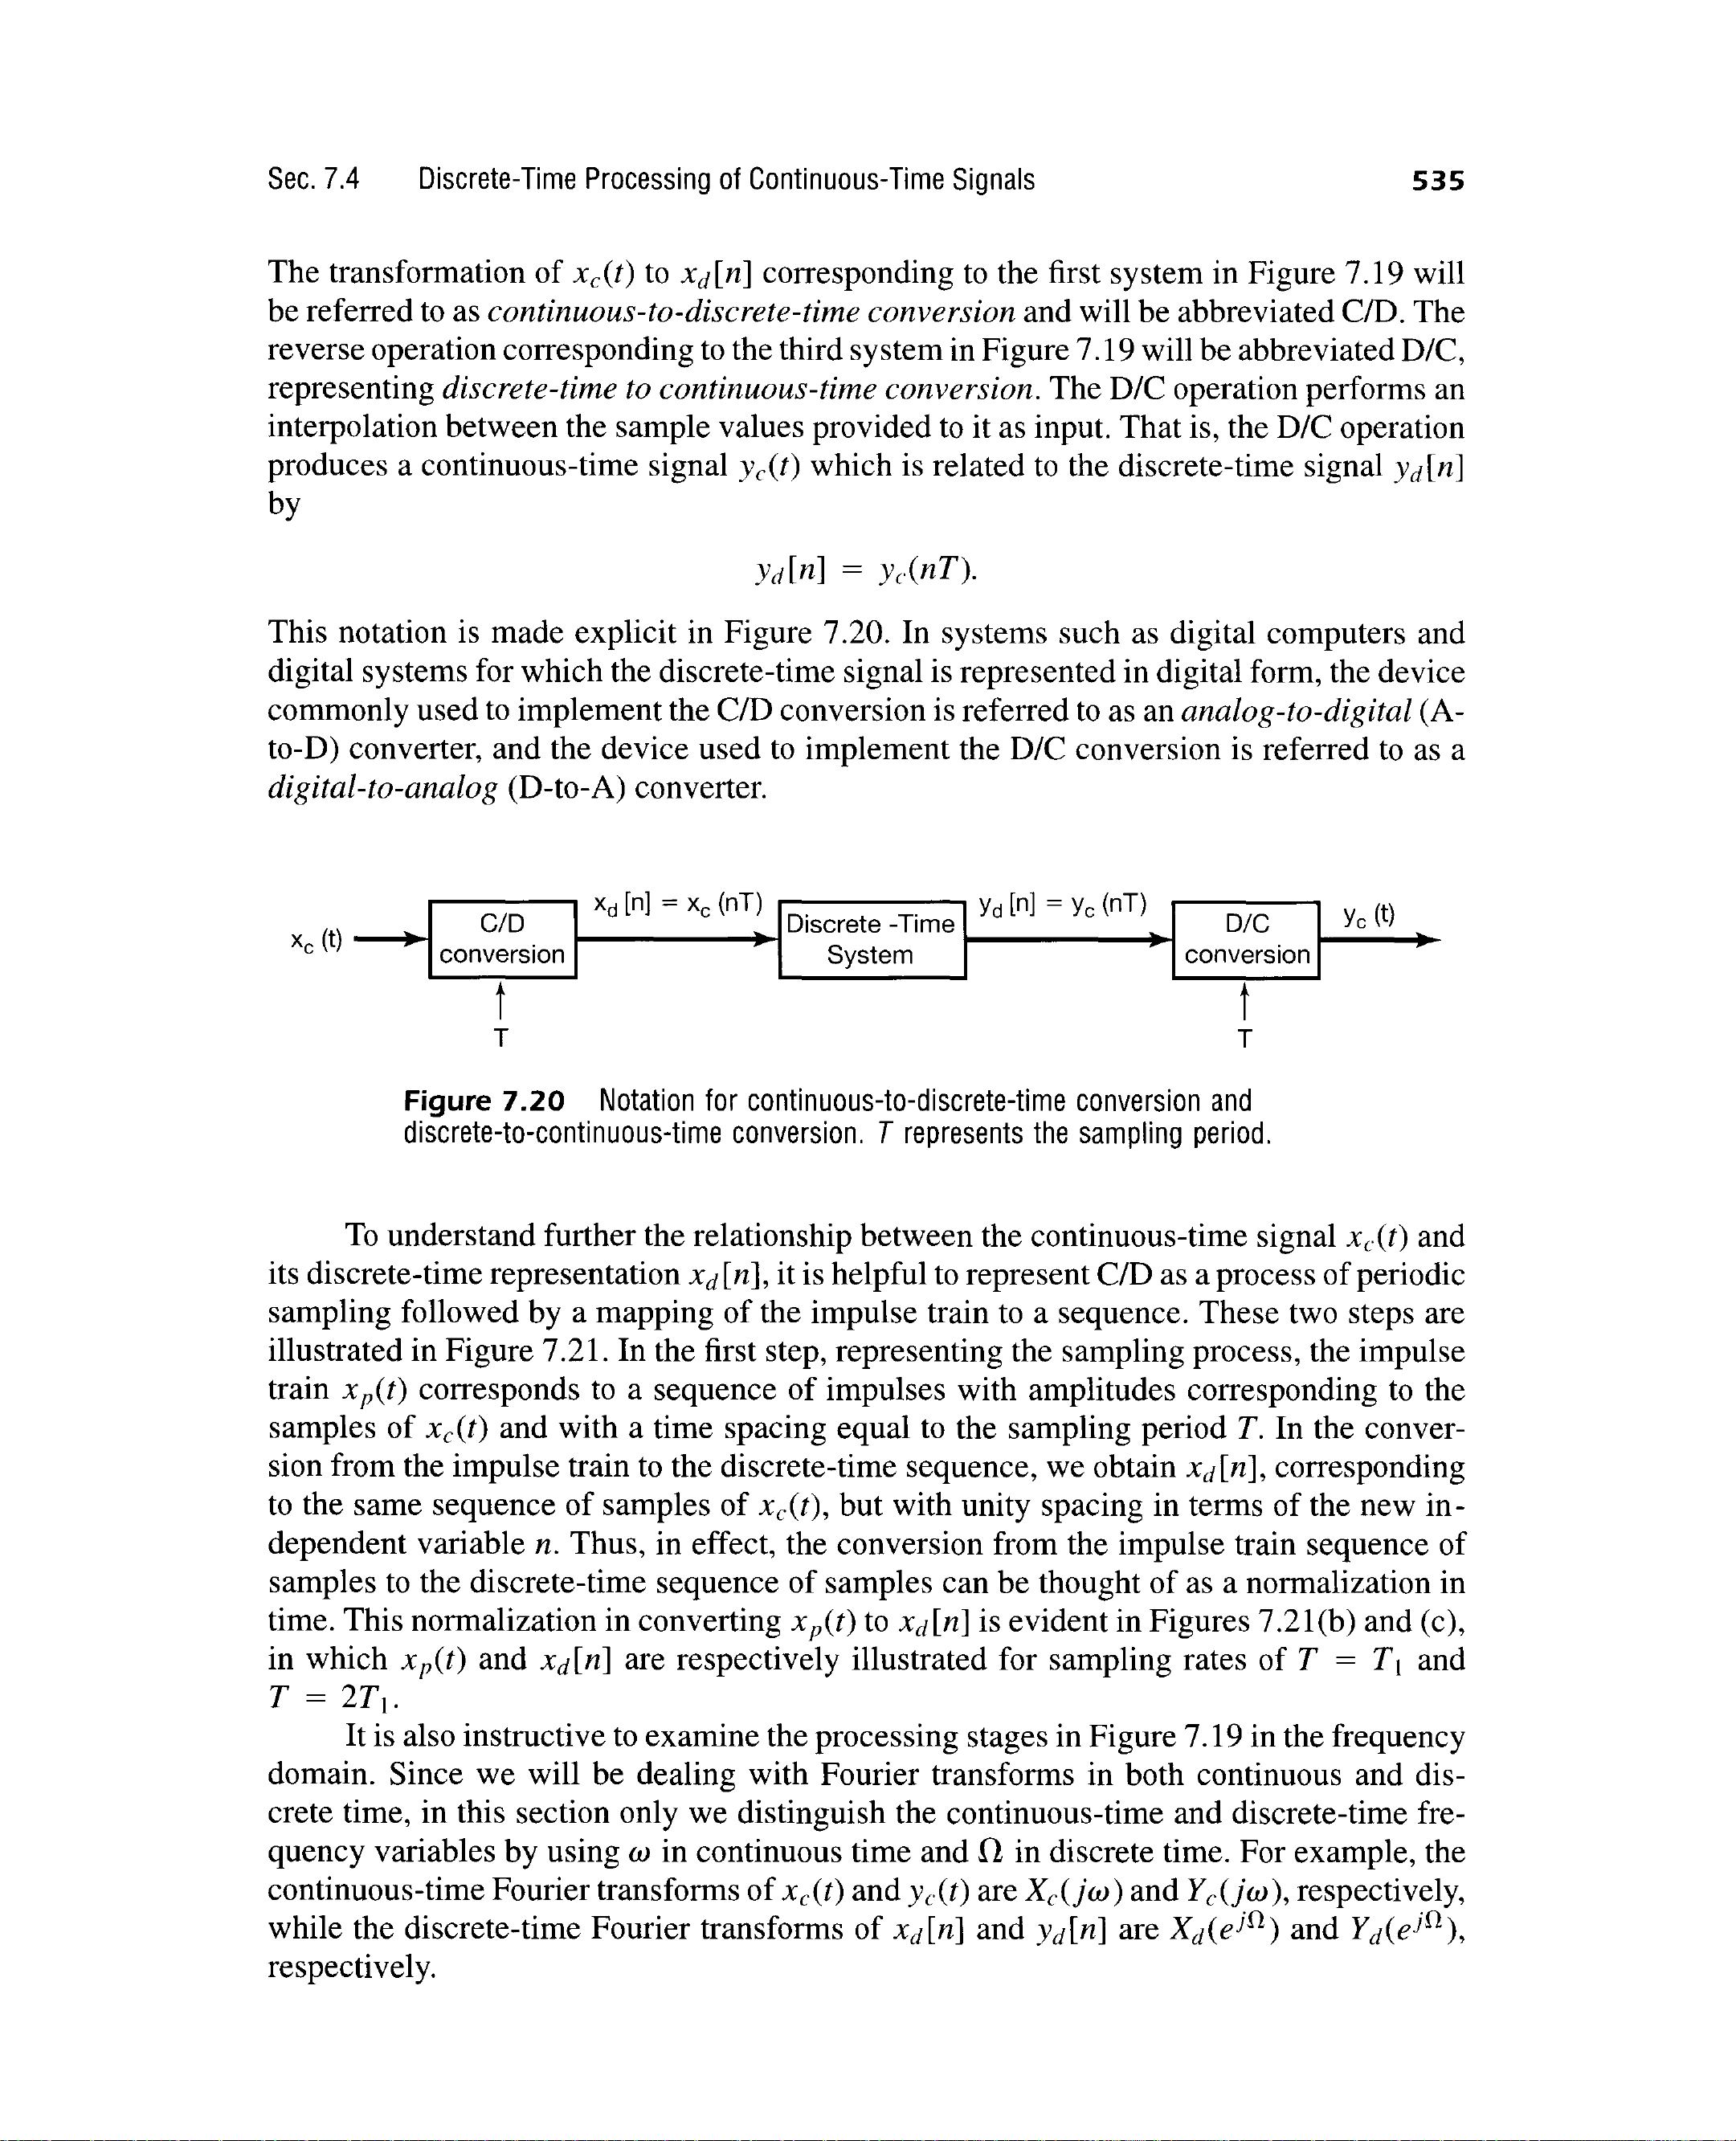 Sec. 7.4 Discrete-Time Processing of Continuous-Time Signals 535
The transformation of x_c(t) to x_d[n] corresponding to the first system in Figure 7.19 will
be referred to as continuous-to-discrete-time conversion and will be abbreviated C/D. The
reverse operation corresponding to the third system in Figure 7.19 will be abbreviated D/C,
representing discrete-time to continuous-time conversion. The D/C operation performs an
interpolation between the sample values provided to it as input. That is, the D/C operation
produces a continuous-time signal y_c(t) which is related to the discrete-time signal y_d[n]
by
y_d[n] = y_c(nT).
This notation is made explicit in Figure 7.20. In systems such as digital computers and
digital systems for which the discrete-time signal is represented in digital form, the device
commonly used to implement the C/D conversion is referred to as an analog-to-digital (A-
to-D) converter, and the device used to implement the D/C conversion is referred to as a
digital-to-analog (D-to-A) converter.
x_c (t)
C/D
conversion
T
x_d [n] = x_c (nT)
Discrete -Time
System
y_d [n] = y_c (nT)
D/C
conversion
T
y_c (t)
Figure 7.20 Notation for continuous-to-discrete-time conversion and
discrete-to-continuous-time conversion. T represents the sampling period.
To understand further the relationship between the continuous-time signal x_c(t) and
its discrete-time representation x_d[n], it is helpful to represent C/D as a process of periodic
sampling followed by a mapping of the impulse train to a sequence. These two steps are
illustrated in Figure 7.21. In the first step, representing the sampling process, the impulse
train x_p(t) corresponds to a sequence of impulses with amplitudes corresponding to the
samples of x_c(t) and with a time spacing equal to the sampling period T. In the conver-
sion from the impulse train to the discrete-time sequence, we obtain x_d[n], corresponding
to the same sequence of samples of x_c(t), but with unity spacing in terms of the new in-
dependent variable n. Thus, in effect, the conversion from the impulse train sequence of
samples to the discrete-time sequence of samples can be thought of as a normalization in
time. This normalization in converting x_p(t) to x_d[n] is evident in Figures 7.21(b) and (c),
in which x_p(t) and x_d[n] are respectively illustrated for sampling rates of T = T_1 and
T = 2T_1.
It is also instructive to examine the processing stages in Figure 7.19 in the frequency
domain. Since we will be dealing with Fourier transforms in both continuous and dis-
crete time, in this section only we distinguish the continuous-time and discrete-time fre-
quency variables by using ω in continuous time and Ω in discrete time. For example, the
continuous-time Fourier transforms of x_c(t) and y_c(t) are X_c(jω) and Y_c(jω), respectively,
while the discrete-time Fourier transforms of x_d[n] and y_d[n] are X_d(e^{jΩ}) and Y_d(e^{jΩ}),
respectively.